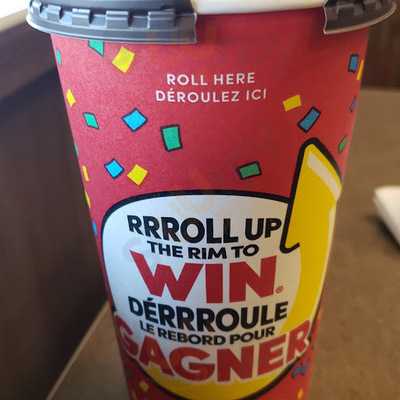 ROLL HERE
DÉROULEZ ICI
RRROLL UP
THE RIM TO
WIN®
DÉRRROULE
LE REBORD POUR
GAGNER